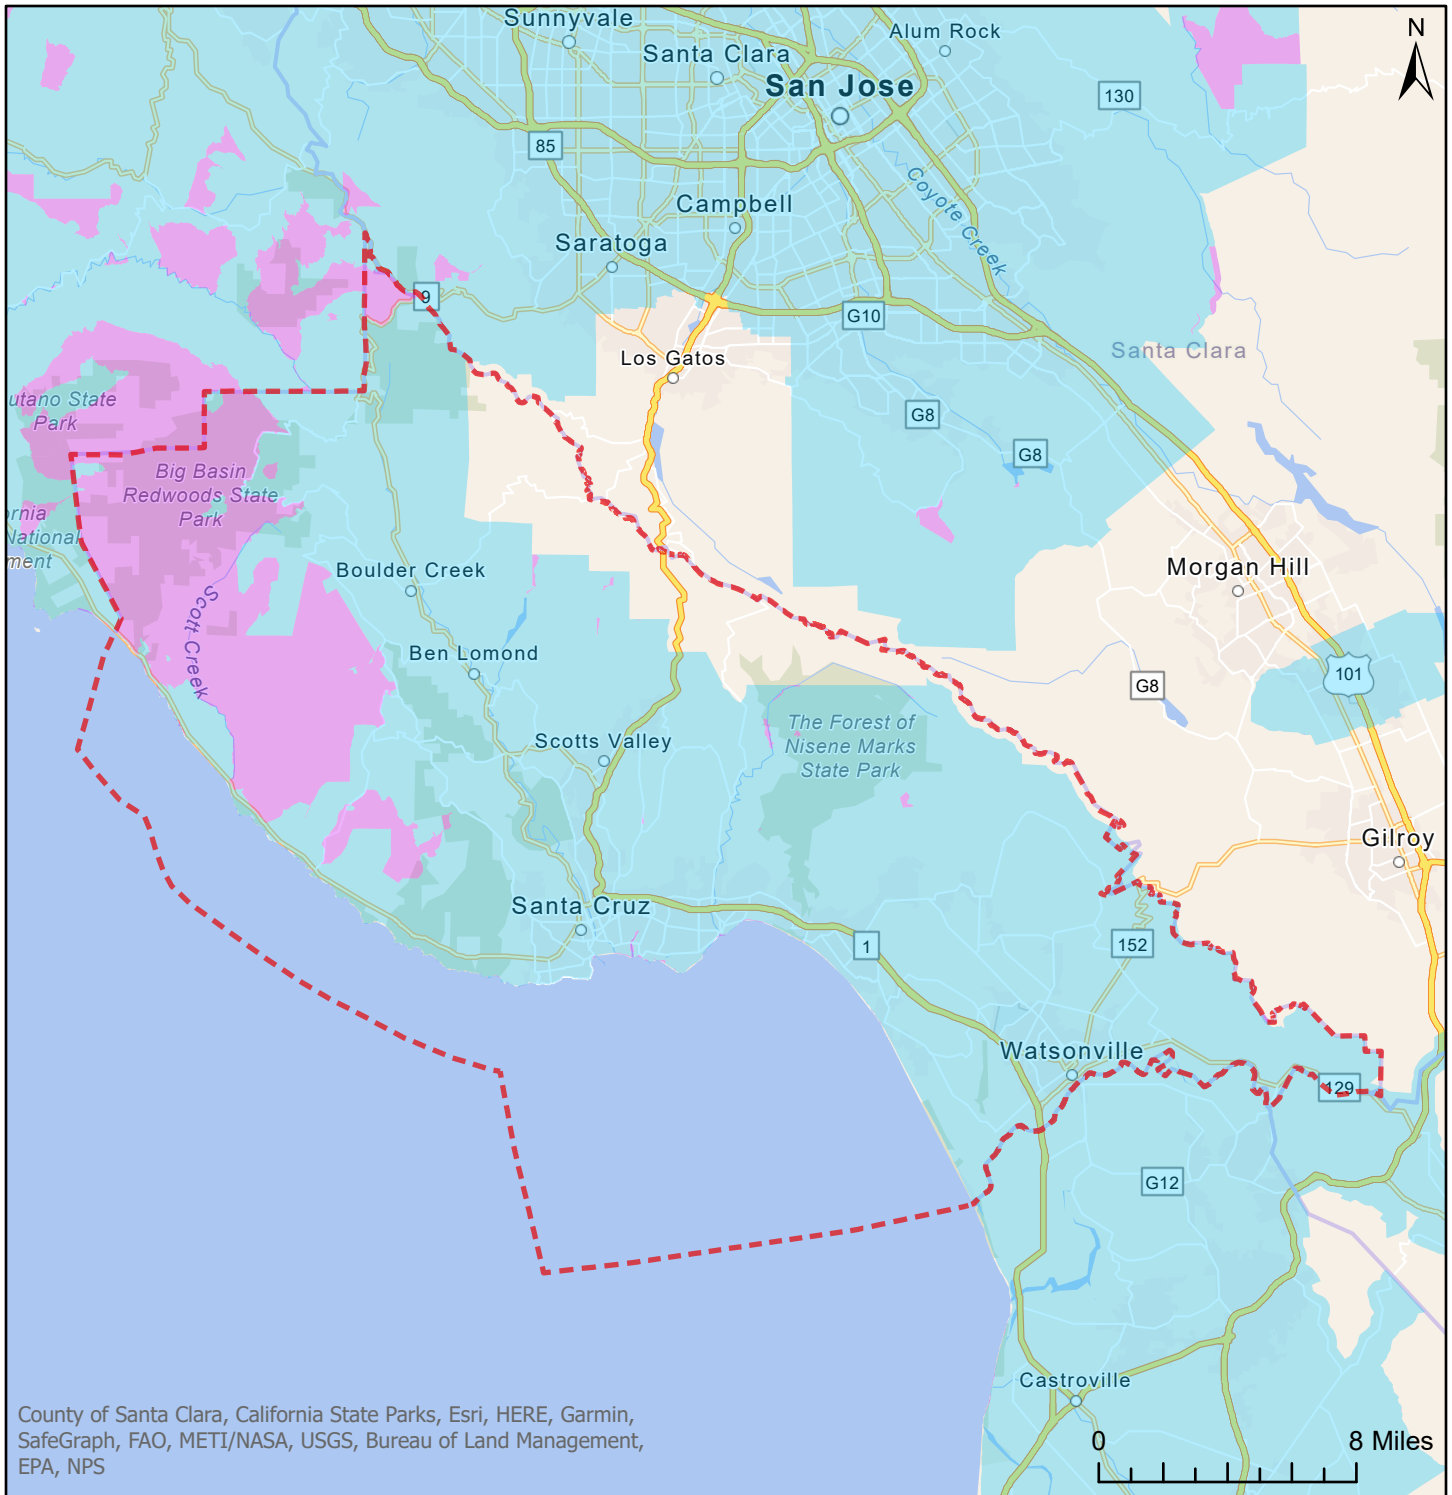 Sunnyvale
Alum Rock
N
Santa Clara
San Jose
130
85
Coyote Creek
Campbell
Saratoga
9
G10
Los Gatos
Santa Clara
utano State
Park
G8
G8
Big Basin
Redwoods State
Park
ornia
National
ment
Boulder Creek
Scott Creek
Morgan Hill
Ben Lomond
101
G8
The Forest of
Nisene Marks
State Park
Scotts Valley
Gilroy
Santa Cruz
1
152
Watsonville
129
G12
Castroville
County of Santa Clara, California State Parks, Esri, HERE, Garmin,
SafeGraph, FAO, METI/NASA, USGS, Bureau of Land Management,
EPA, NPS
0 8 Miles